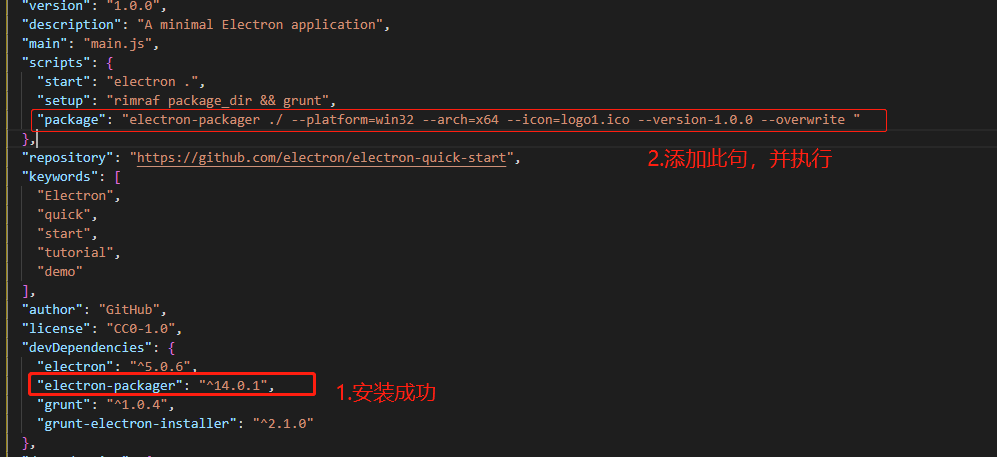 "version": "1.0.0",
"description": "A minimal Electron application",
"main": "main.js",
"scripts": {
"start": "electron .",
"setup": "rimraf package_dir && grunt",
"package": "electron-packager ./ --platform=win32 --arch=x64 --icon=logo1.ico --version-1.0.0 --overwrite "
},
"repository": "https://github.com/electron/electron-quick-start",
2.添加此句，并执行
"keywords": [
"Electron",
"quick",
"start",
"tutorial",
"demo"
],
"author": "GitHub",
"license": "CC0-1.0",
"devDependencies": {
"electron": "^5.0.6",
"electron-packager": "^14.0.1",
1.安装成功
"grunt": "^1.0.4",
"grunt-electron-installer": "^2.1.0"
},